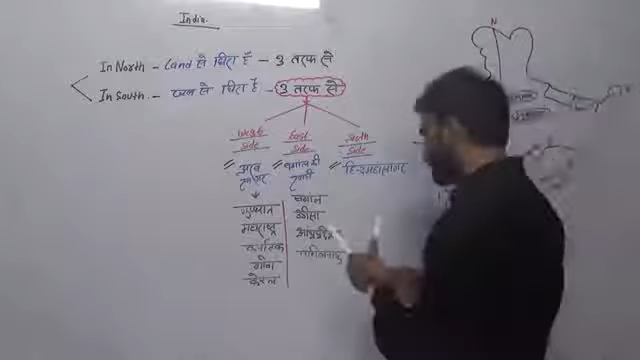 India.
In North - Land से घिरा है - 3 तरफ से
In South - जल से घिरा है - 3 तरफ से
West Side
East Side
South Side
अरब सागर
बंगाल की खाड़ी
हिन्दमहासागर
गुजरात
महाराष्ट्र
कर्नाटक
गोवा
केरल
बंगाल
उड़ीसा
आंध्रप्रदेश
तमिलनाडु
N